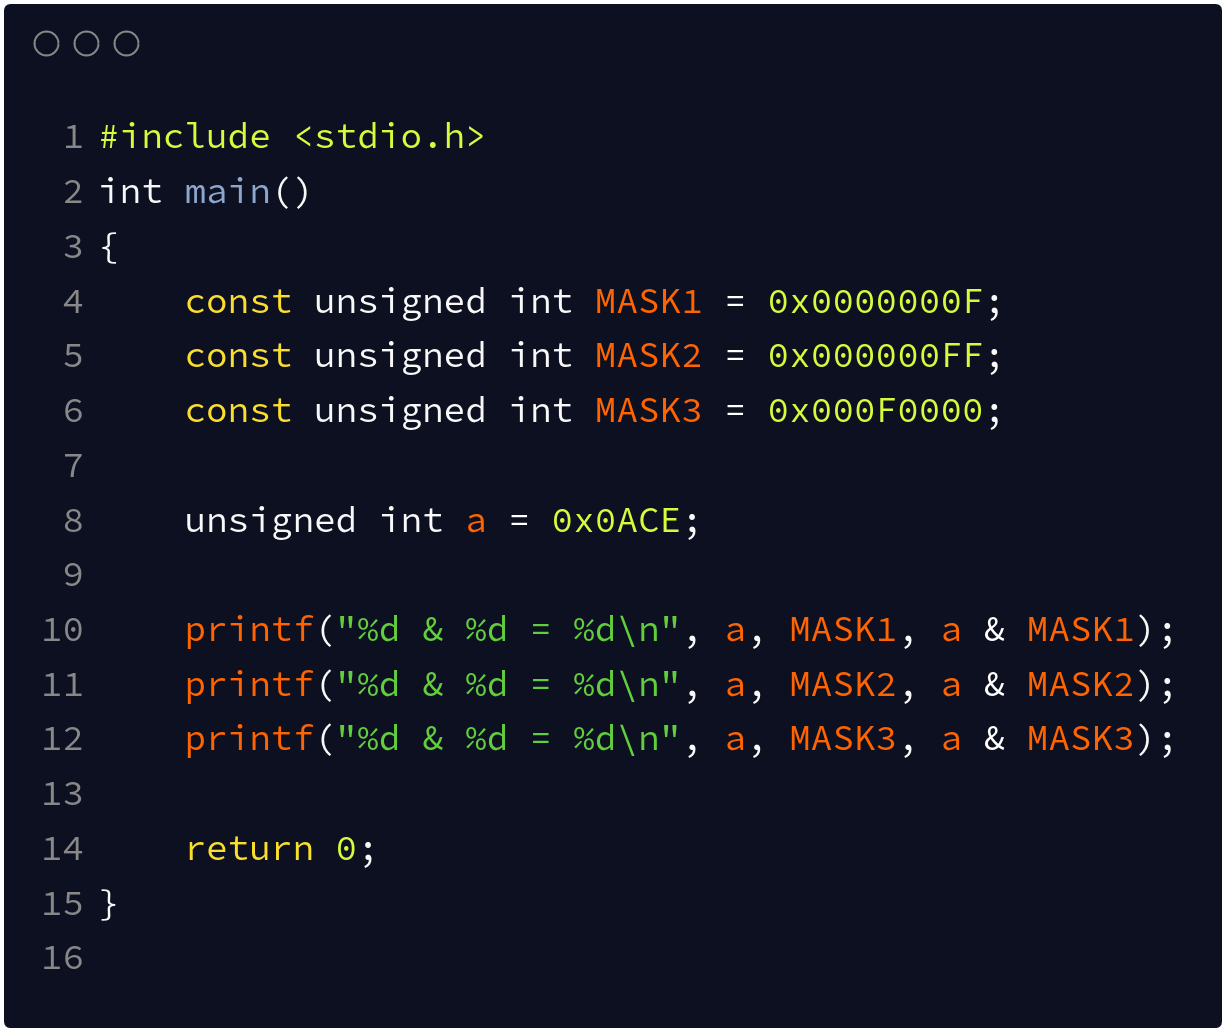 1 #include <stdio.h>
2 int main()
3 {
4     const unsigned int MASK1 = 0x0000000F;
5     const unsigned int MASK2 = 0x000000FF;
6     const unsigned int MASK3 = 0x000F0000;
7
8     unsigned int a = 0x0ACE;
9
10     printf("%d & %d = %d\n", a, MASK1, a & MASK1);
11     printf("%d & %d = %d\n", a, MASK2, a & MASK2);
12     printf("%d & %d = %d\n", a, MASK3, a & MASK3);
13
14     return 0;
15 }
16